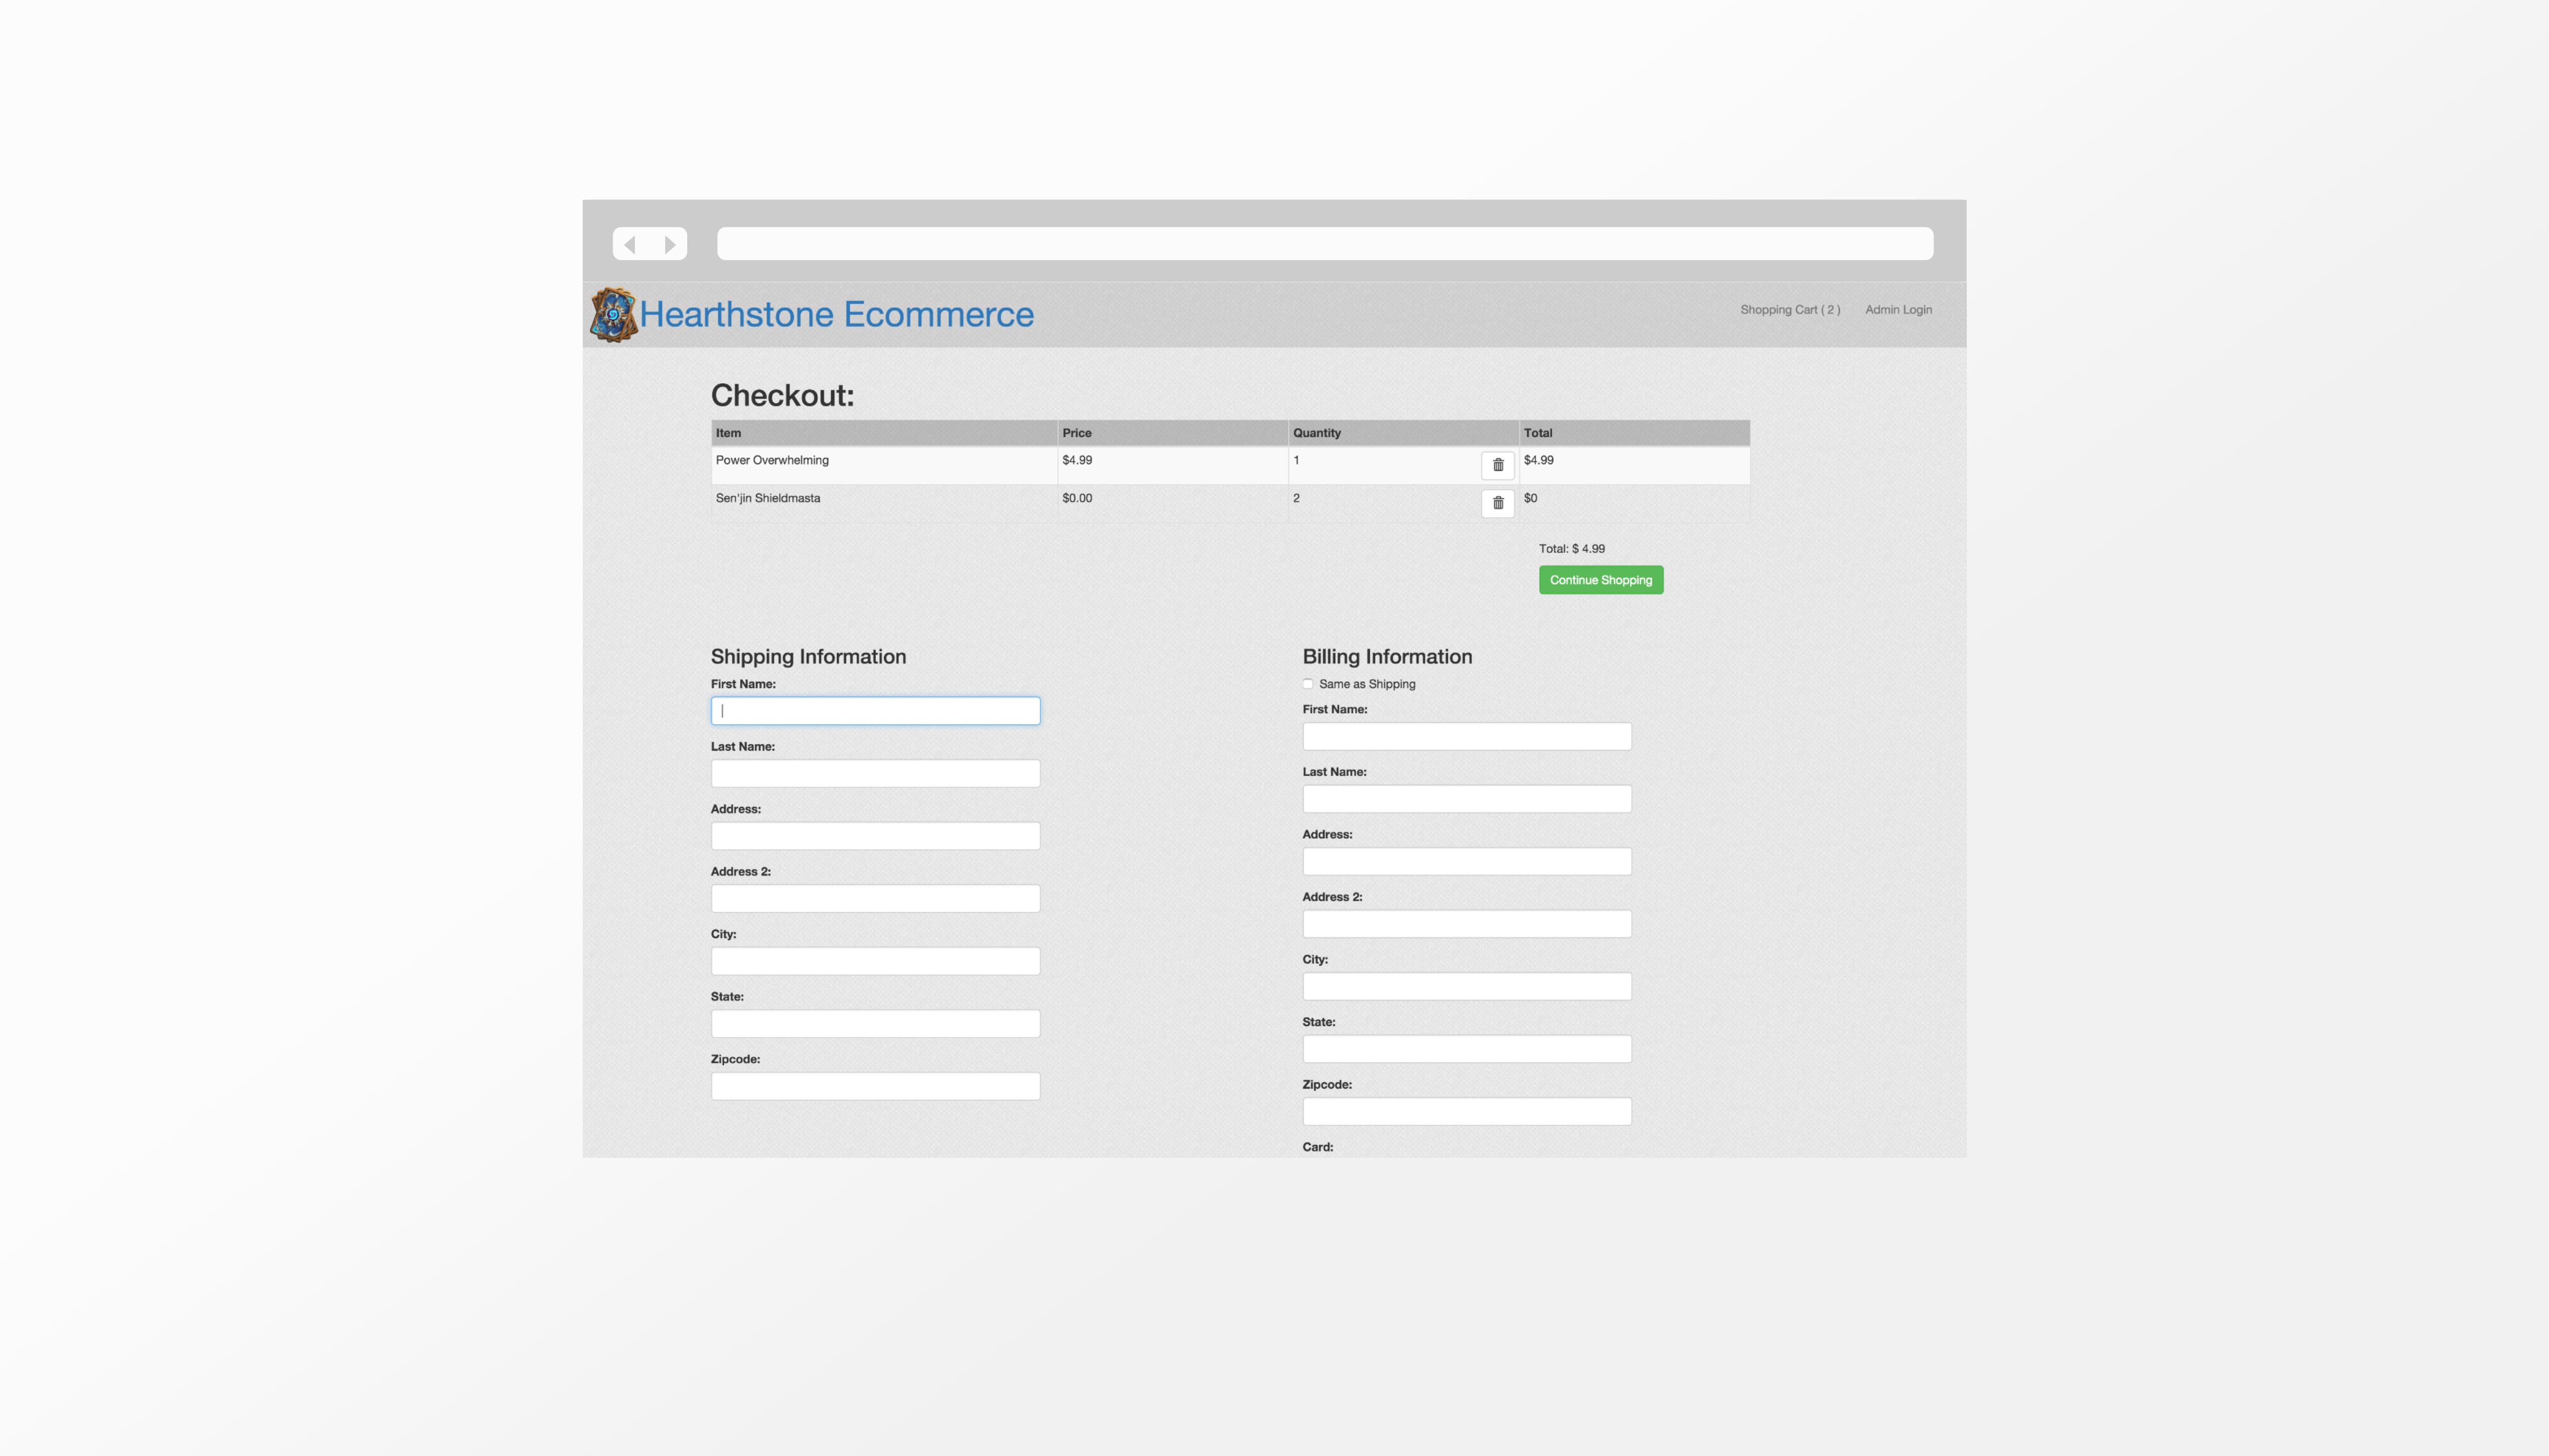 Hearthstone Ecommerce
Shopping Cart ( 2 )
Admin Login
Checkout:
Item Price Quantity Total
Power Overwhelming $4.99 1 $4.99
Sen'jin Shieldmasta $0.00 2 $0
Total: $ 4.99
Continue Shopping
Shipping Information
First Name:
Last Name:
Address:
Address 2:
City:
State:
Zipcode:
Billing Information
Same as Shipping
First Name:
Last Name:
Address:
Address 2:
City:
State:
Zipcode:
Card: